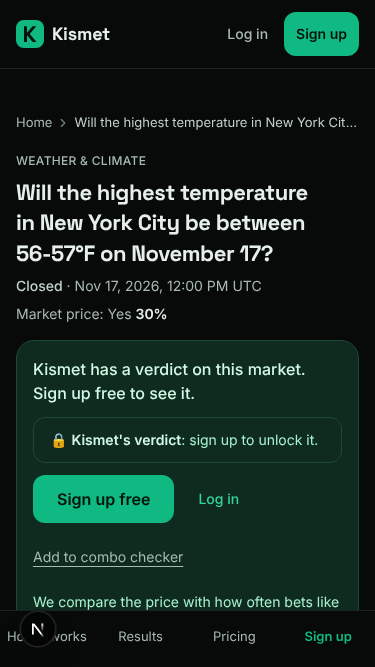 K Kismet
Log in
Sign up
Home > Will the highest temperature in New York Cit...
WEATHER & CLIMATE
Will the highest temperature
in New York City be between
56-57°F on November 17?
Closed · Nov 17, 2026, 12:00 PM UTC
Market price: Yes 30%
Kismet has a verdict on this market.
Sign up free to see it.
🔒 Kismet's verdict: sign up to unlock it.
Sign up free
Log in
Add to combo checker
We compare the price with how often bets like
N
works
Results
Pricing
Sign up